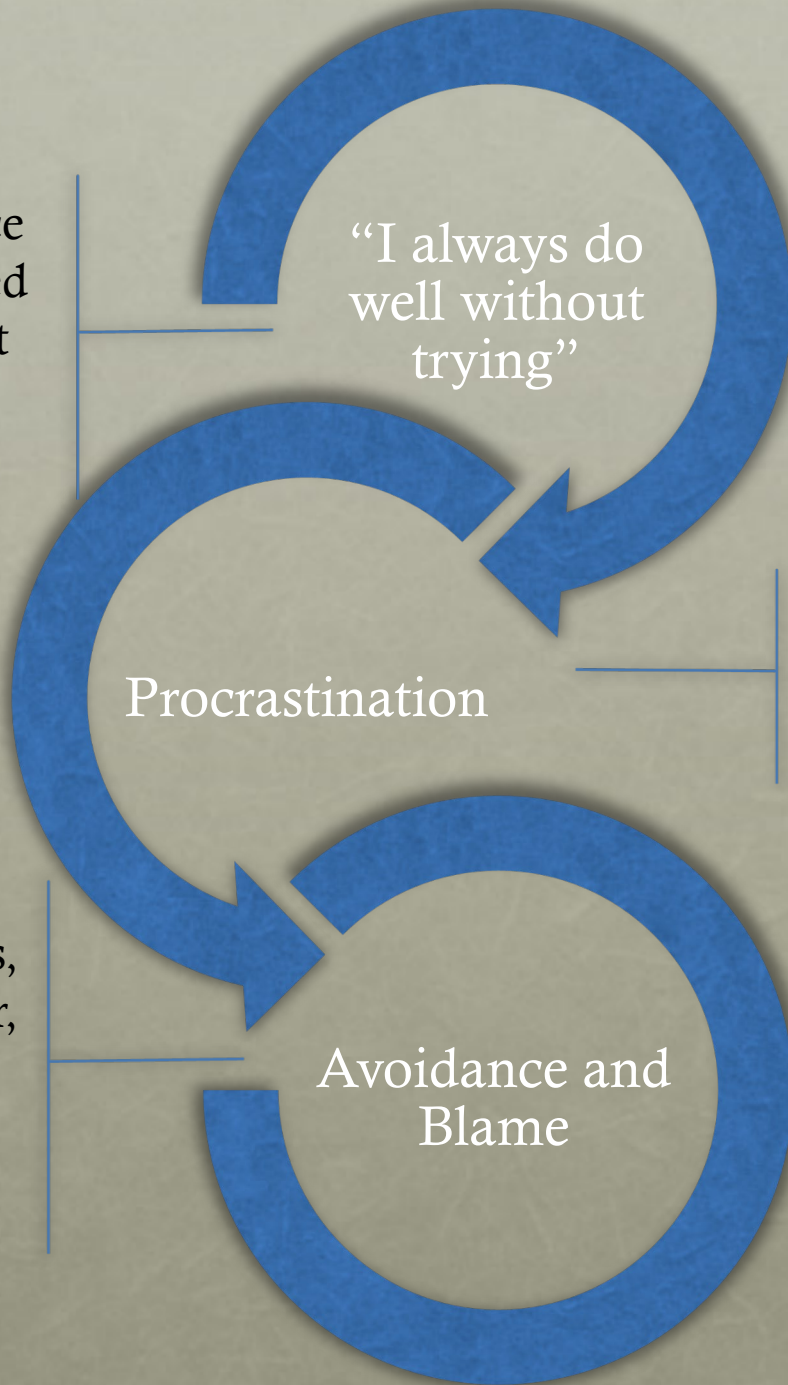 “I always do
well without
trying”
Procrastination
Avoidance and
Blame